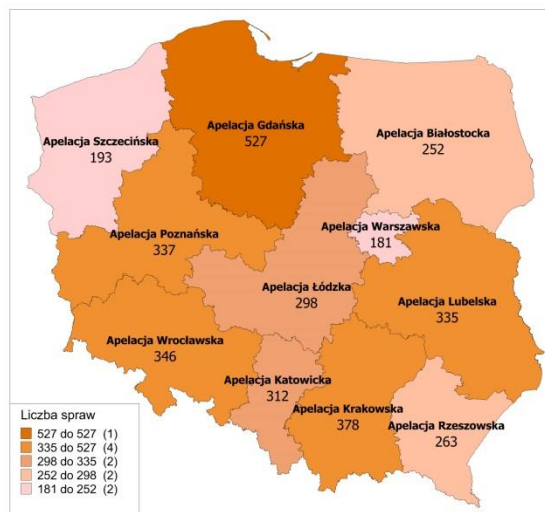 Apelacja Gdańska
527
Apelacja Szczecińska
193
Apelacja Białostocka
252
Apelacja Poznańska
337
Apelacja Warszawska
181
Apelacja Łódzka
298
Apelacja Lubelska
335
Apelacja Wrocławska
346
Apelacja Katowicka
312
Apelacja Krakowska
378
Apelacja Rzeszowska
263
Liczba spraw
527 do 527 (1)
335 do 527 (4)
298 do 335 (2)
252 do 298 (2)
181 do 252 (2)